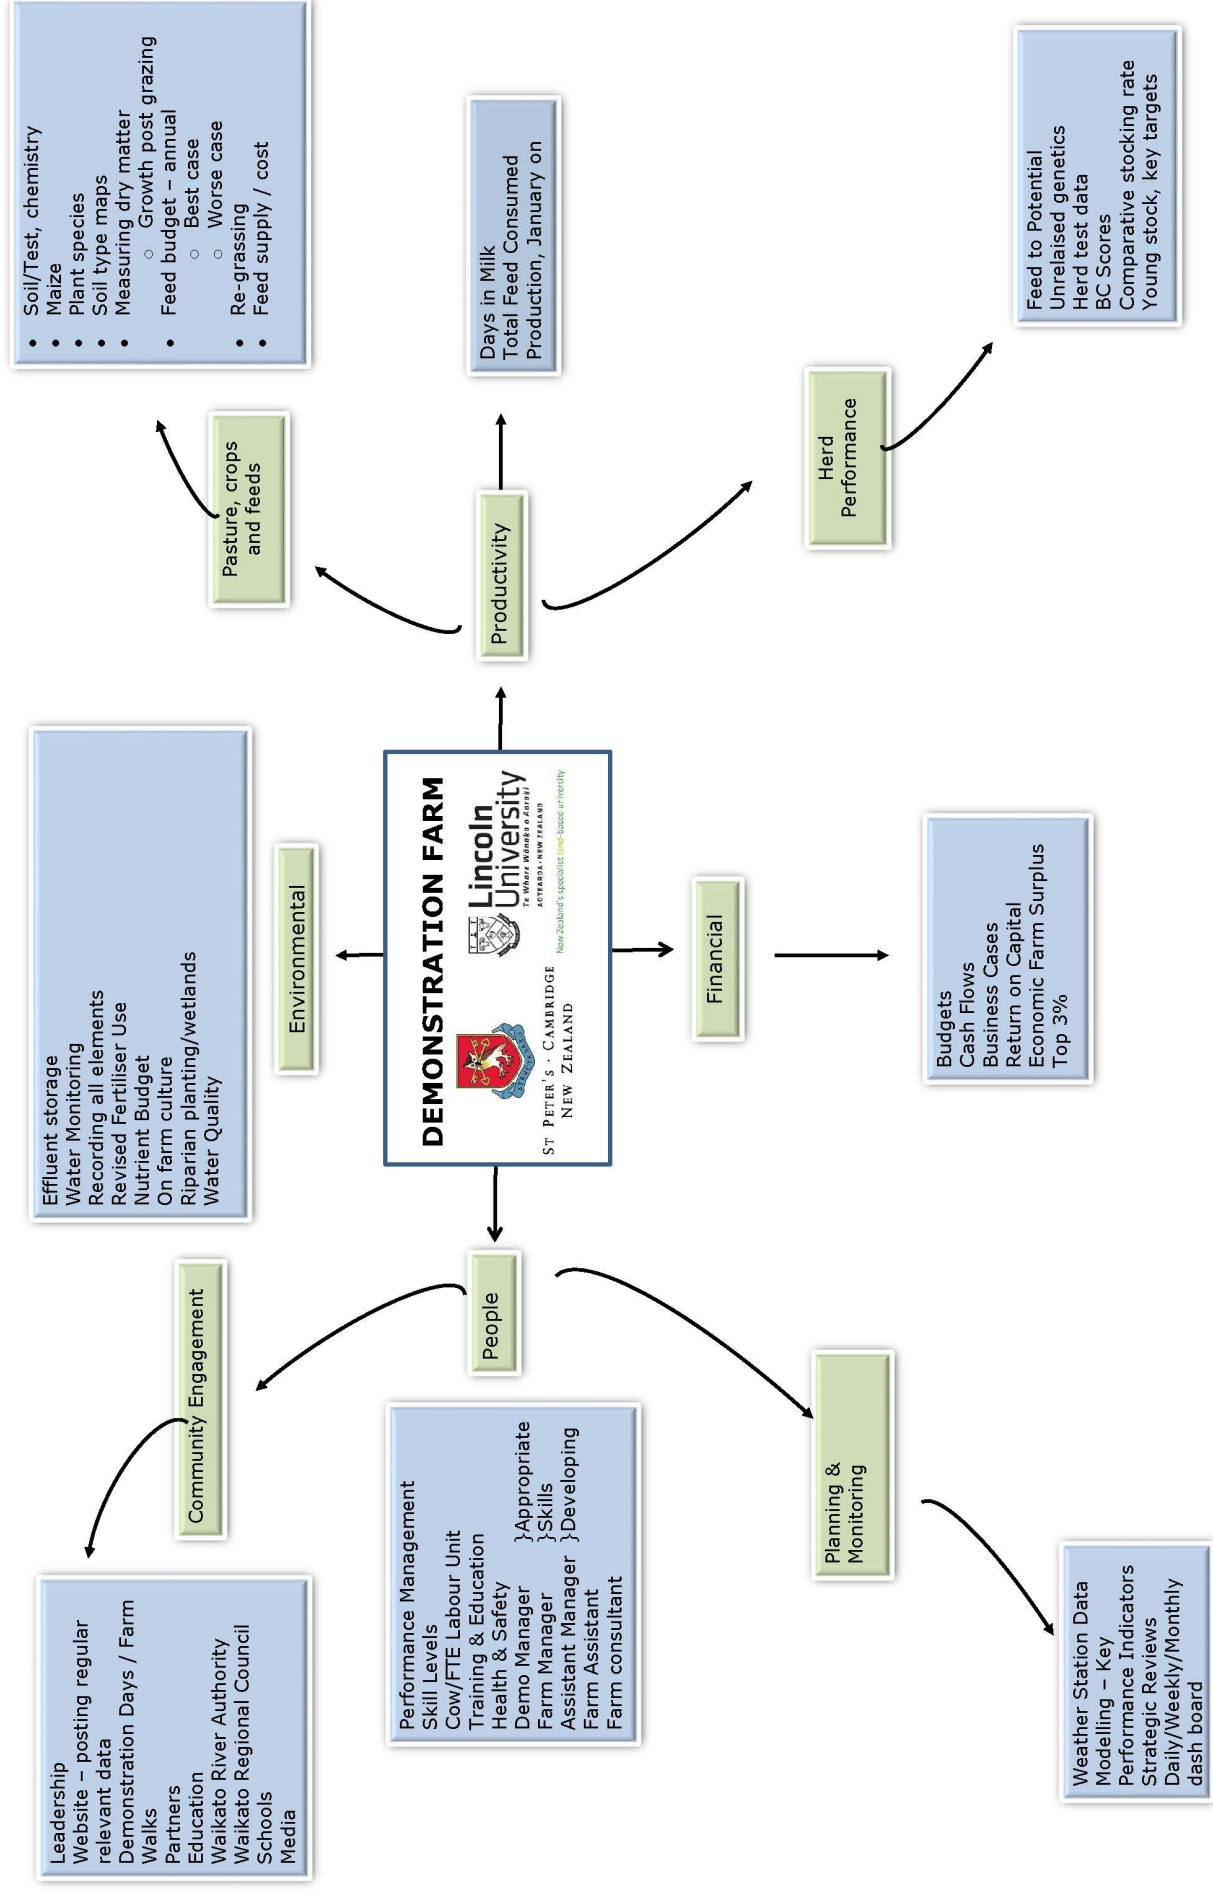 Leadership
Website – posting regular
relevant data
Demonstration Days / Farm
Walks
Partners
Education
Waikato River Authority
Waikato Regional Council
Schools
Media
Community Engagement
Effluent storage
Water Monitoring
Recording all elements
Revised Fertiliser Use
Nutrient Budget
On farm culture
Riparian planting/wetlands
Water Quality
Environmental
• Soil/Test, chemistry
• Maize
• Plant species
• Soil type maps
• Measuring dry matter
○ Growth post grazing
• Feed budget – annual
○ Best case
○ Worse case
• Re-grassing
• Feed supply / cost
Pasture, crops
and feeds
Performance Management
Skill Levels
Cow/FTE Labour Unit
Training & Education
Health & Safety
Demo Manager }Appropriate
Farm Manager }Skills
Assistant Manager }Developing
Farm Assistant
Farm consultant
People
DEMONSTRATION FARM
ST PETER'S · CAMBRIDGE
NEW ZEALAND
Lincoln
University
Te Whare Wānaka o Aoraki
AOTEAROA · NEW ZEALAND
New Zealand's specialist land-based university
Productivity
Days in Milk
Total Feed Consumed
Production, January on
Planning &
Monitoring
Financial
Herd
Performance
Weather Station Data
Modelling – Key
Performance Indicators
Strategic Reviews
Daily/Weekly/Monthly
dash board
Budgets
Cash Flows
Business Cases
Return on Capital
Economic Farm Surplus
Top 3%
Feed to Potential
Unrelaised genetics
Herd test data
BC Scores
Comparative stocking rate
Young stock, key targets